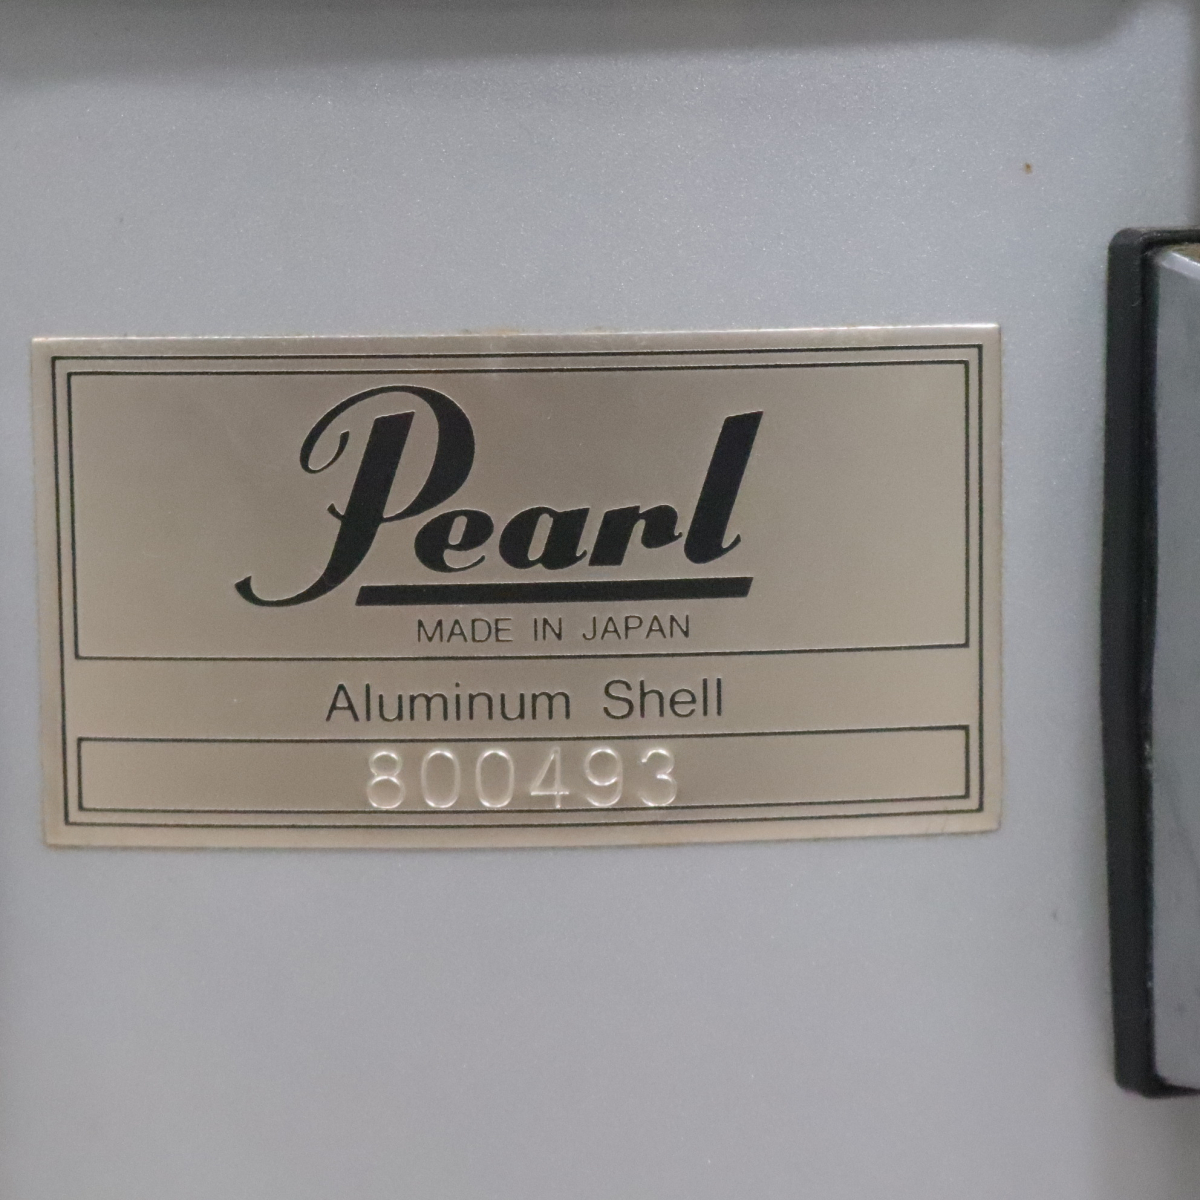 Pearl
MADE IN JAPAN
Aluminum Shell
800493